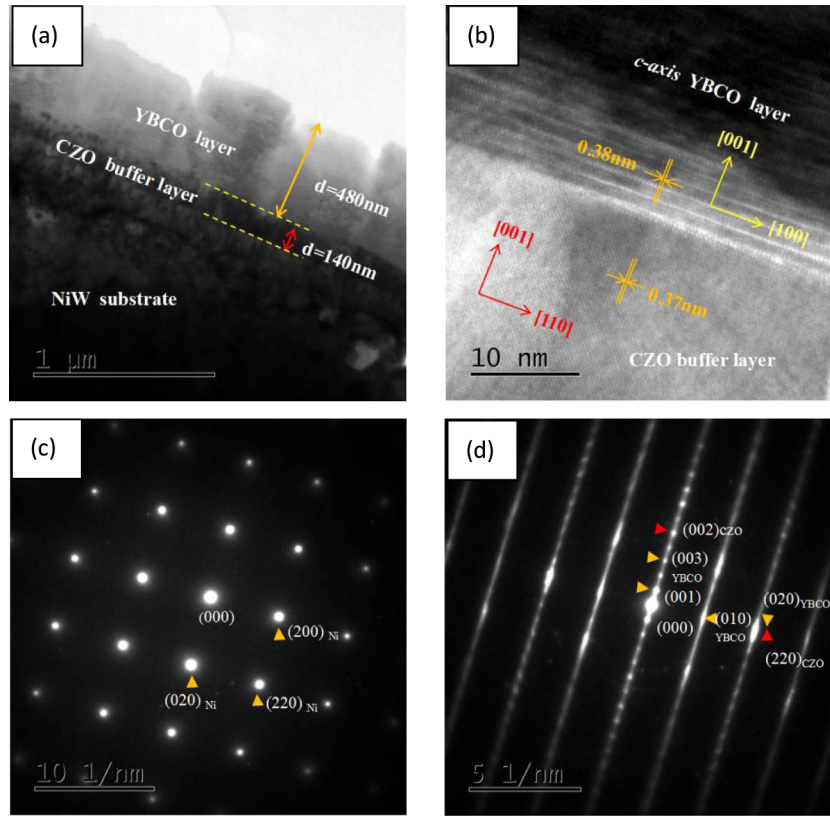 (a)
YBCO layer
CZO buffer layer
d=480nm
d=140nm
NiW substrate
1 μm
(b)
c-axis YBCO layer
[001]
0.38nm
[100]
[001]
[110]
0.37nm
10 nm
CZO buffer layer
(c)
(000)
(200) Ni
(020) Ni
(220) Ni
10 1/nm
(d)
(002)CZO
(003)
YBCO
(001)
(000)
(010)
YBCO
(020)YBCO
(220)CZO
5 1/nm